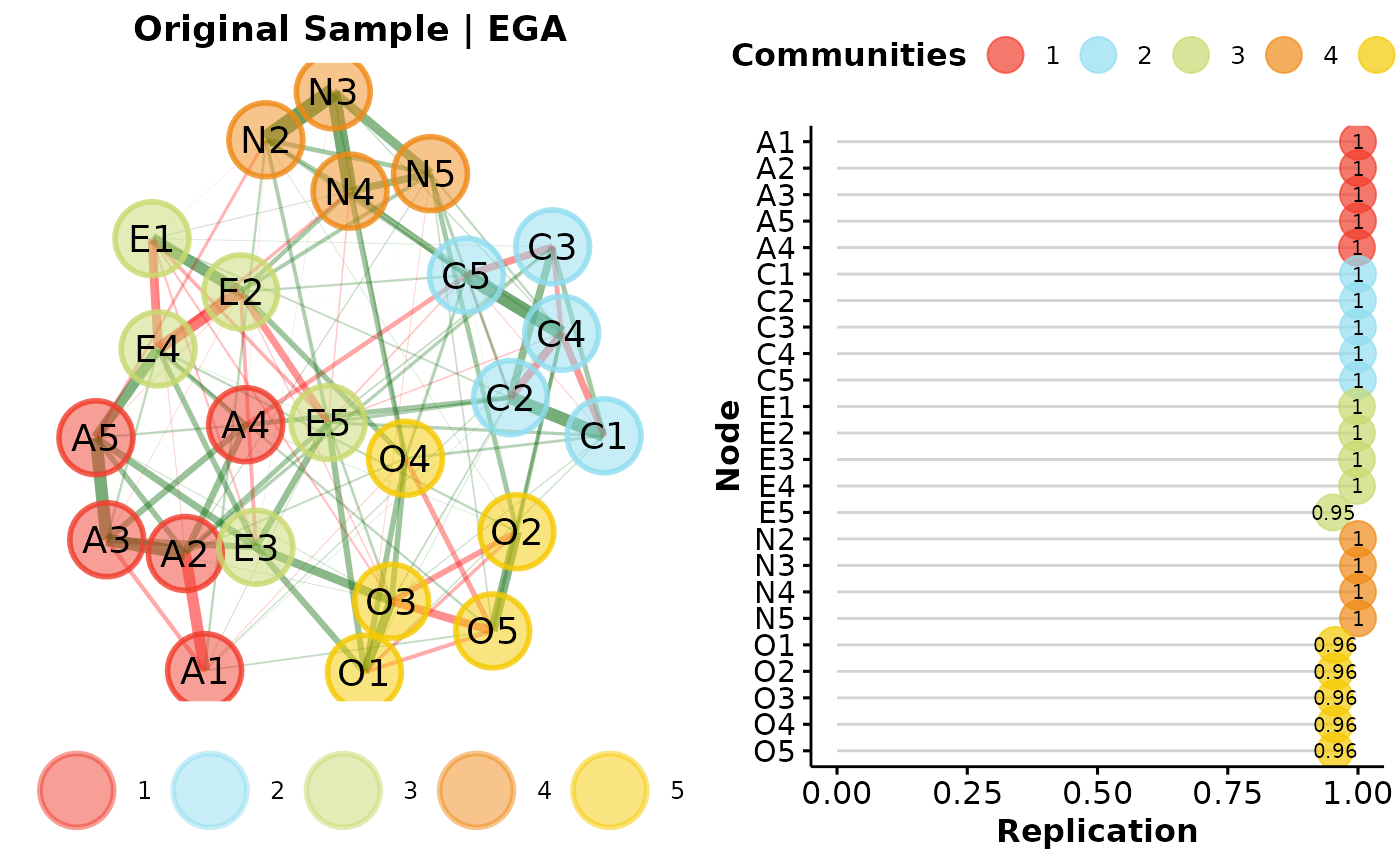 Original Sample | EGA
N3
N2
N5
N4
E1
C3
C5
E2
C4
E4
C2
A4
E5
A5
C1
O4
O2
A3
A2
E3
O3
O5
A1
O1
1 2 3 4 5
Communities 1 2 3 4
A1 1
A2 1
A3 1
A5 1
A4 1
C1 1
C2 1
C3 1
C4 1
C5 1
E1 1
E2 1
E3 1
E4 1
E5 0.95
N2 1
N3 1
N4 1
N5 1
O1 0.96
O2 0.96
O3 0.96
O4 0.96
O5 0.96
Node
0.00 0.25 0.50 0.75 1.00
Replication